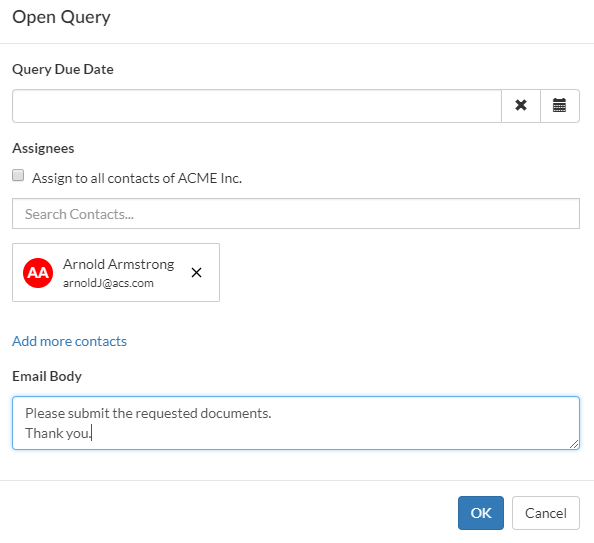 Open Query
Query Due Date
Assignees
Assign to all contacts of ACME Inc.
Search Contacts...
AA
Arnold Armstrong
arnoldJ@acs.com
Add more contacts
Email Body
Please submit the requested documents.
Thank you.
OK
Cancel